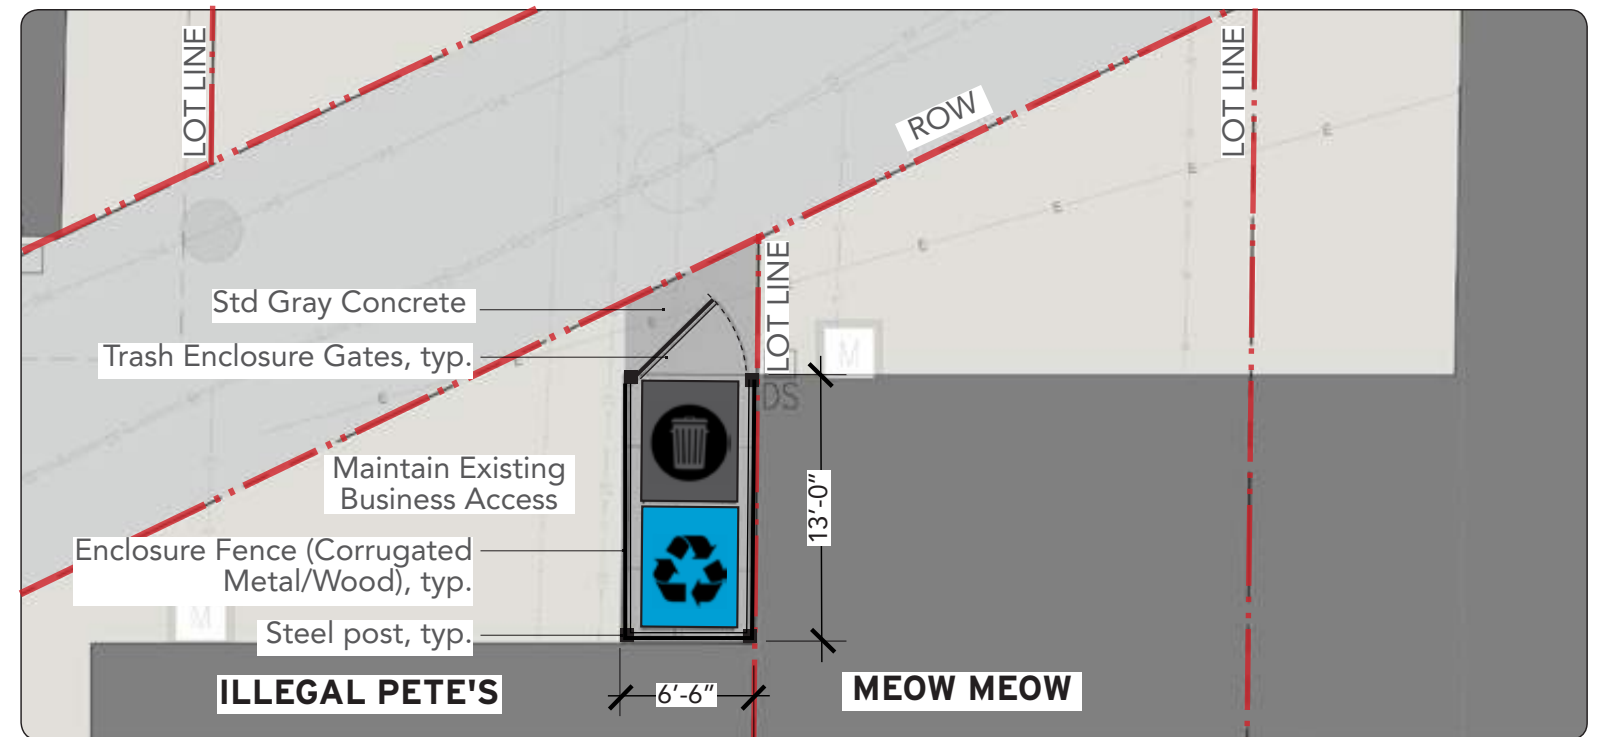 LOT LINE
LOT LINE
ROW
LOT LINE
Std Gray Concrete
Trash Enclosure Gates, typ.
M
DS
Maintain Existing
Business Access
13'-0"
Enclosure Fence (Corrugated
Metal/Wood), typ.
M
Steel post, typ.
ILLEGAL PETE'S
6'-6"
MEOW MEOW
E
E
E
E